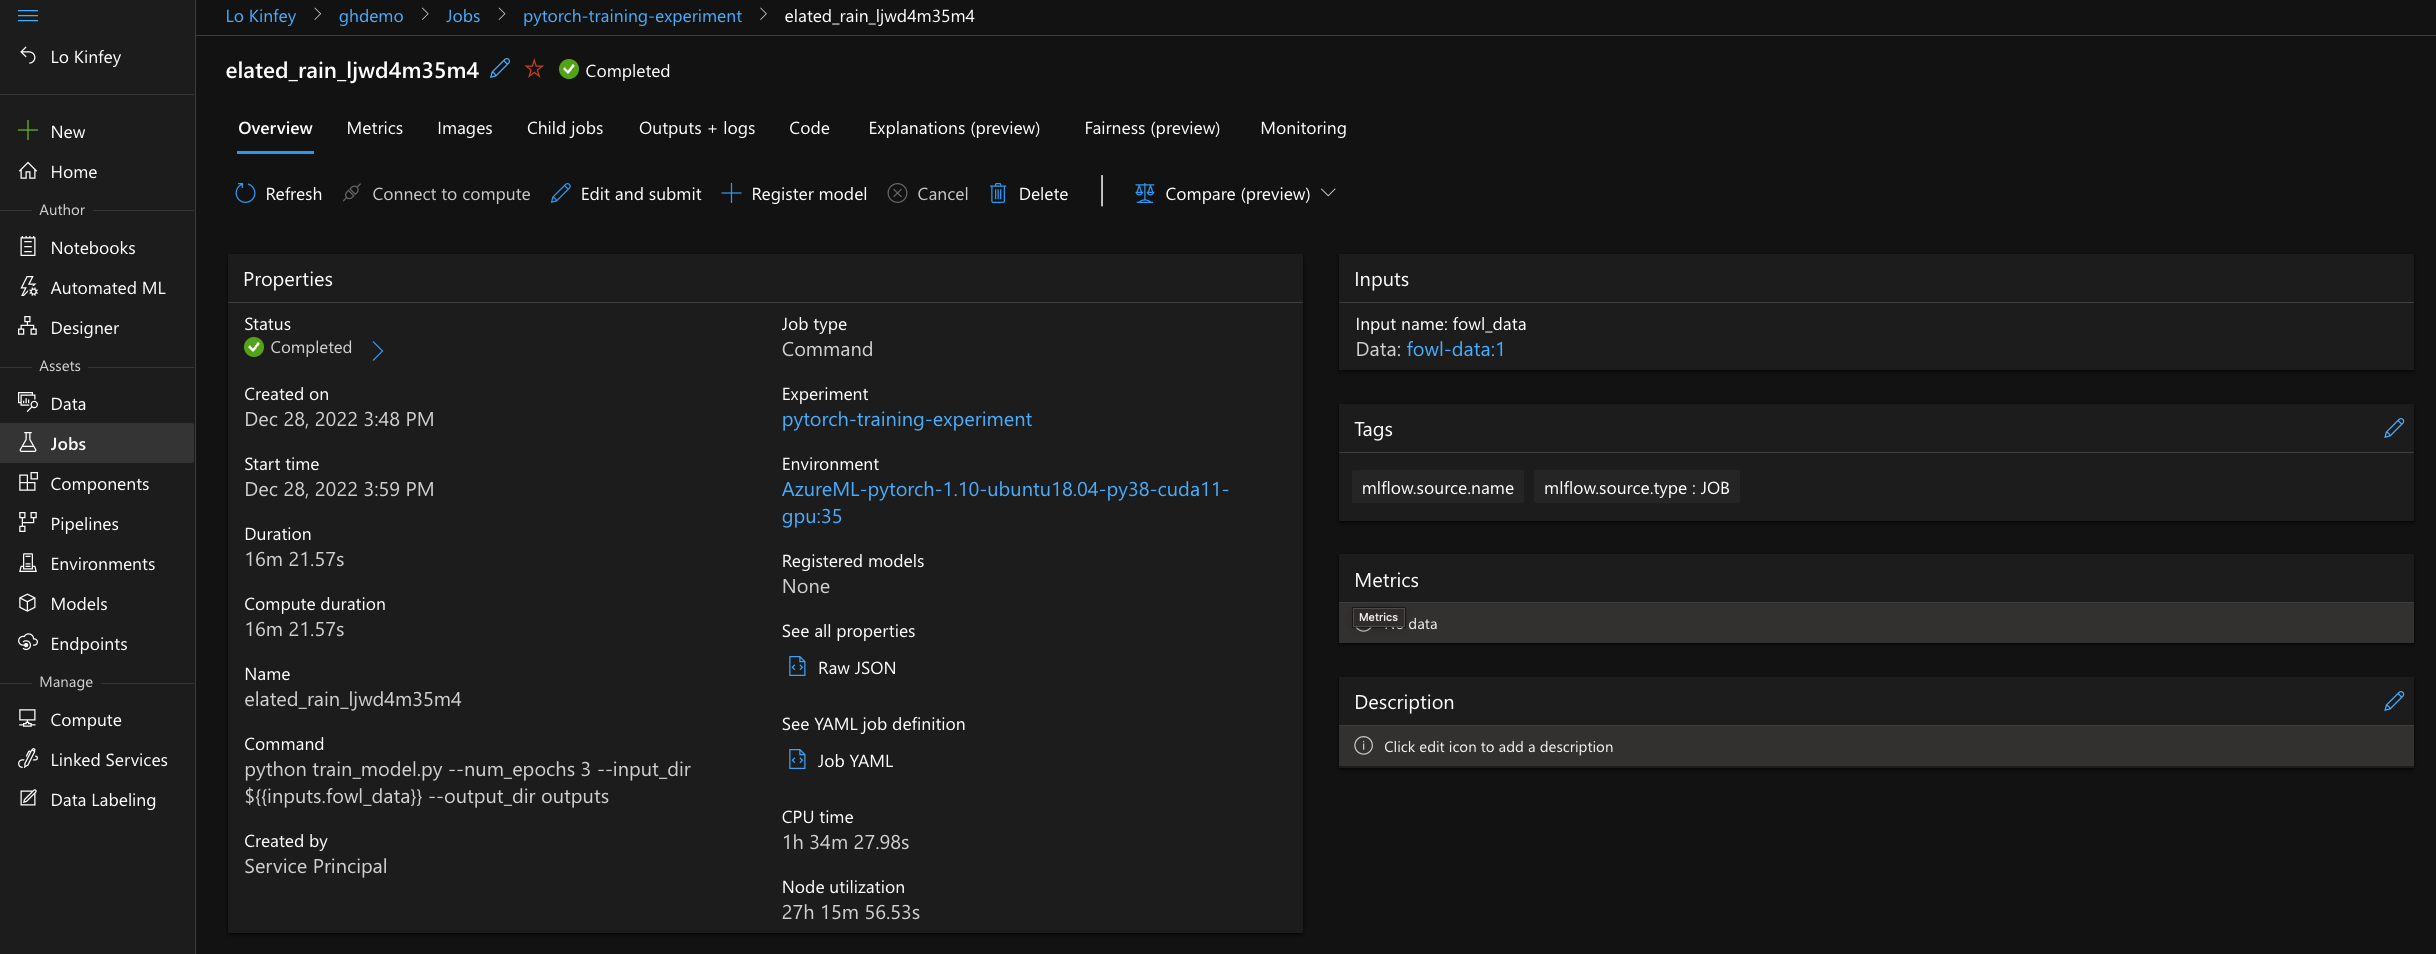 Lo Kinfey
New
Home
Author
Notebooks
Automated ML
Designer
Assets
Data
Jobs
Components
Pipelines
Environments
Models
Endpoints
Manage
Compute
Linked Services
Data Labeling
Lo Kinfey > ghdemo > Jobs > pytorch-training-experiment > elated_rain_ljwd4m35m4
elated_rain_ljwd4m35m4 Completed
Overview Metrics Images Child jobs Outputs + logs Code Explanations (preview) Fairness (preview) Monitoring
Refresh Connect to compute Edit and submit Register model Cancel Delete Compare (preview)
Properties
Status
Completed
Created on
Dec 28, 2022 3:48 PM
Start time
Dec 28, 2022 3:59 PM
Duration
16m 21.57s
Compute duration
16m 21.57s
Name
elated_rain_ljwd4m35m4
Command
python train_model.py --num_epochs 3 --input_dir
${{inputs.fowl_data}} --output_dir outputs
Created by
Service Principal
Job type
Command
Experiment
pytorch-training-experiment
Environment
AzureML-pytorch-1.10-ubuntu18.04-py38-cuda11-
gpu:35
Registered models
None
See all properties
Raw JSON
See YAML job definition
Job YAML
CPU time
1h 34m 27.98s
Node utilization
27h 15m 56.53s
Inputs
Input name: fowl_data
Data: fowl-data:1
Tags
mlflow.source.name mlflow.source.type : JOB
Metrics
Metrics
data
Description
Click edit icon to add a description